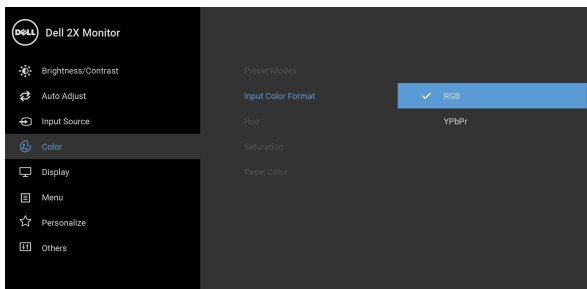 DELL Dell 2X Monitor
Brightness/Contrast
Auto Adjust
Input Source
Color
Display
Menu
Personalize
Others
Preset Modes
Input Color Format
Hue
Saturation
Reset Color
RGB
YPbPr